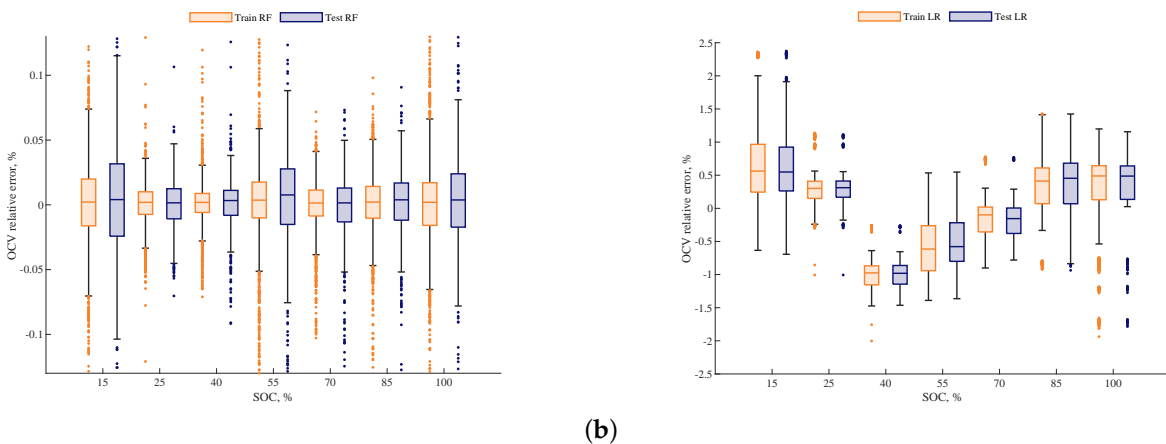 Train RF Test RF
0.1
0.05
0
-0.05
-0.1
OCV relative error, %
15 25 40 55 70 85 100
SOC, %
Train LR Test LR
2.5
2
1.5
1
0.5
0.0
-0.5
-1
-1.5
-2
-2.5
OCV relative error, %
15 25 40 55 70 85 100
SOC, %
(b)